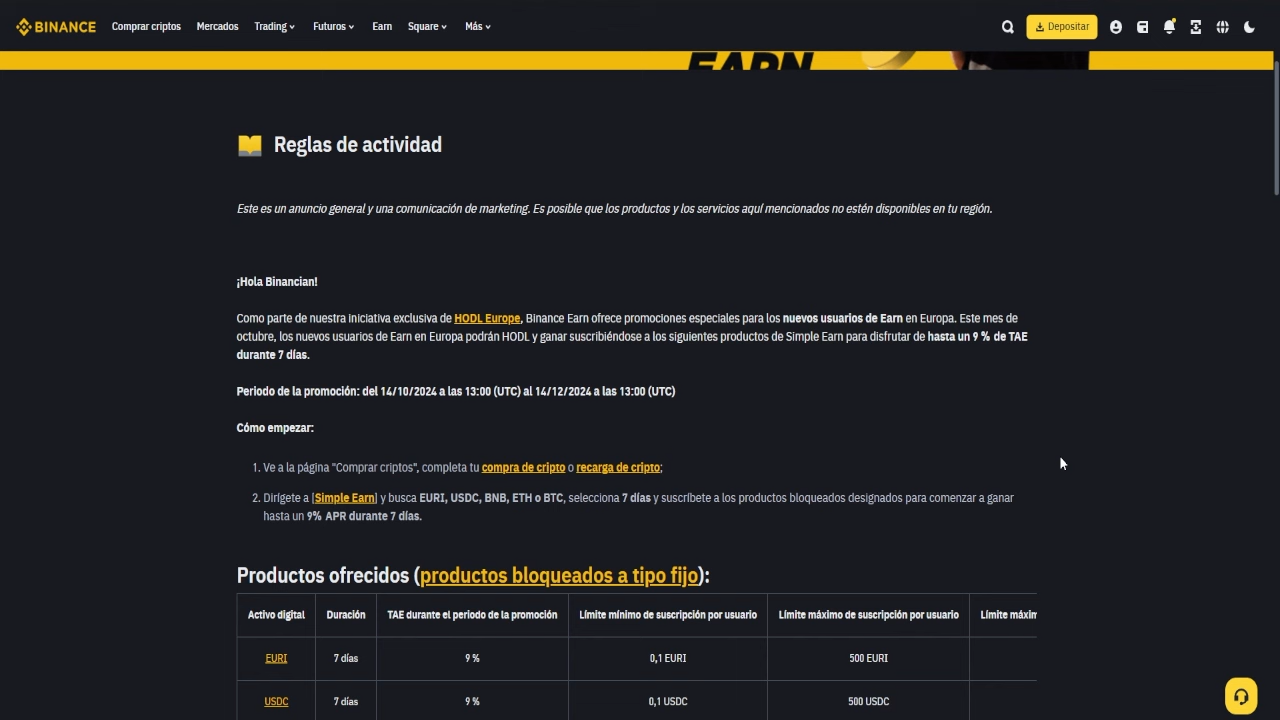 BINANCE Comprar criptos Mercados Trading Futuros Earn Square Más Depositar
EARN
Reglas de actividad
Este es un anuncio general y una comunicación de marketing. Es posible que los productos y los servicios aquí mencionados no estén disponibles en tu región.
¡Hola Binancian!
Como parte de nuestra iniciativa exclusiva de HODL Europe, Binance Earn ofrece promociones especiales para los nuevos usuarios de Earn en Europa. Este mes de
octubre, los nuevos usuarios de Earn en Europa podrán HODL y ganar suscribiéndose a los siguientes productos de Simple Earn para disfrutar de hasta un 9 % de TAE
durante 7 días.
Periodo de la promoción: del 14/10/2024 a las 13:00 (UTC) al 14/12/2024 a las 13:00 (UTC)
Cómo empezar:
1. Ve a la página "Comprar criptos", completa tu compra de cripto o recarga de cripto;
2. Dirígete a [Simple Earn] y busca EURI, USDC, BNB, ETH o BTC, selecciona 7 días y suscríbete a los productos bloqueados designados para comenzar a ganar
hasta un 9% APR durante 7 días.
Productos ofrecidos (productos bloqueados a tipo fijo):
Activo digital Duración TAE durante el periodo de la promoción Límite mínimo de suscripción por usuario Límite máximo de suscripción por usuario Límite máxim
EURI 7 días 9 % 0,1 EURI 500 EURI
USDC 7 días 9 % 0,1 USDC 500 USDC